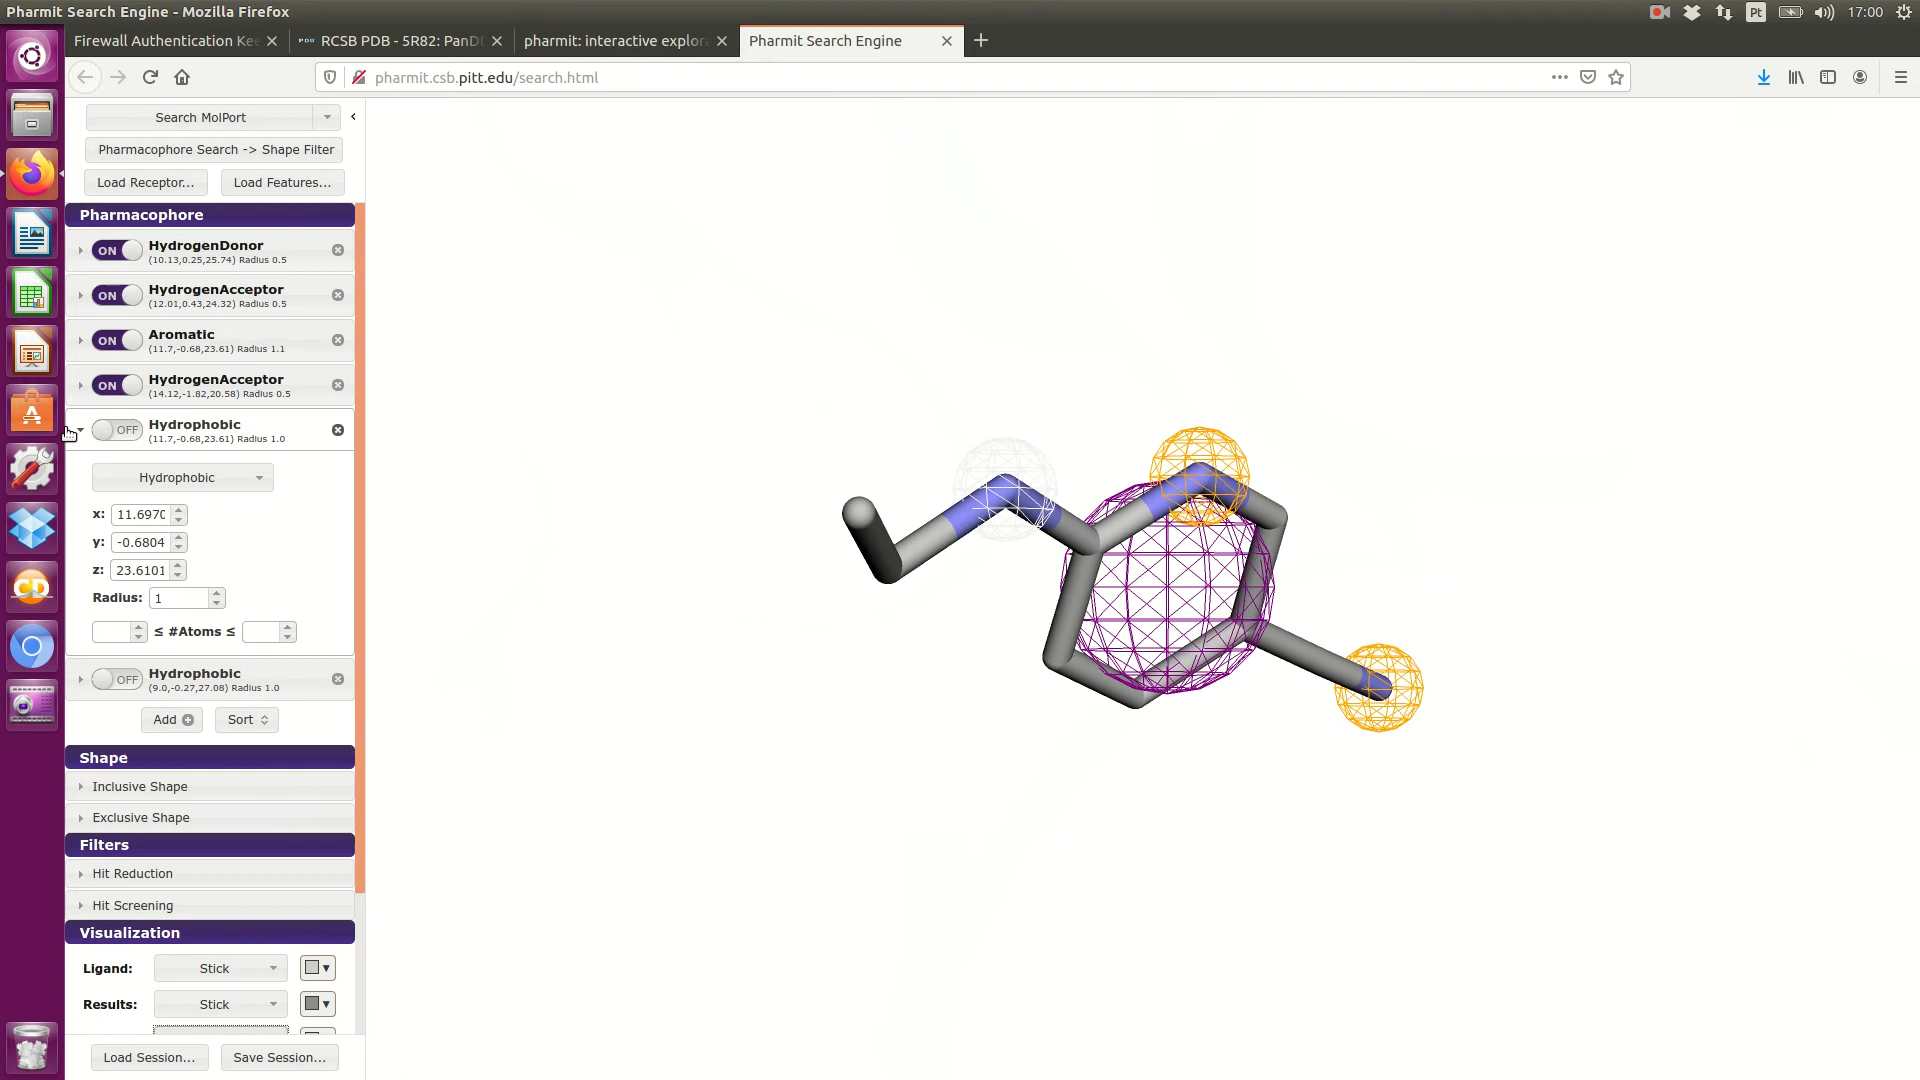 Pharmit Search Engine - Mozilla Firefox
Pt 17:00
Firewall Authentication Kee
RCSB PDB - 5R82: PanD
pharmit: interactive explora
Pharmit Search Engine
pharmit.csb.pitt.edu/search.html
Search MolPort
Pharmacophore Search -> Shape Filter
Load Receptor...
Load Features...
Pharmacophore
ON HydrogenDonor
(10.13,0.25,25.74) Radius 0.5
ON HydrogenAcceptor
(12.01,0.43,24.32) Radius 0.5
ON Aromatic
(11.7,-0.68,23.61) Radius 1.1
ON HydrogenAcceptor
(14.12,-1.82,20.58) Radius 0.5
OFF Hydrophobic
(11.7,-0.68,23.61) Radius 1.0
Hydrophobic
x: 11.6970
y: -0.6804
z: 23.6101
Radius: 1
≤ #Atoms ≤
OFF Hydrophobic
(9.0,-0.27,27.08) Radius 1.0
Add
Sort
Shape
Inclusive Shape
Exclusive Shape
Filters
Hit Reduction
Hit Screening
Visualization
Ligand: Stick
Results: Stick
Load Session...
Save Session...